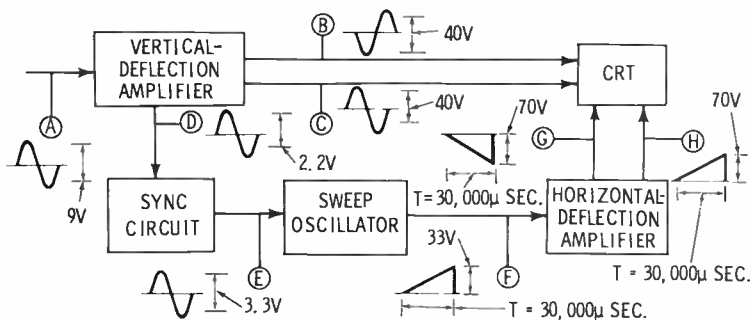 VERTICAL-
DEFLECTION
AMPLIFIER
B
40V
CRT
A
D
C
40V
2.2V
70V
G
H
70V
9V
SYNC
CIRCUIT
SWEEP
OSCILLATOR
T=30,000μ SEC.
HORIZONTAL-
DEFLECTION
AMPLIFIER
E
3.3V
33V
F
T = 30,000μ SEC.
T = 30,000μ SEC.